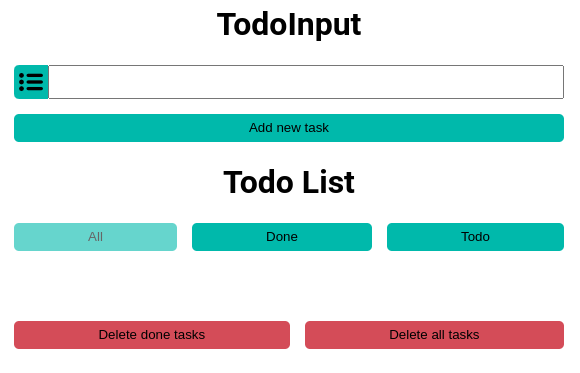 TodoInput
Add new task
Todo List
All Done Todo
Delete done tasks Delete all tasks